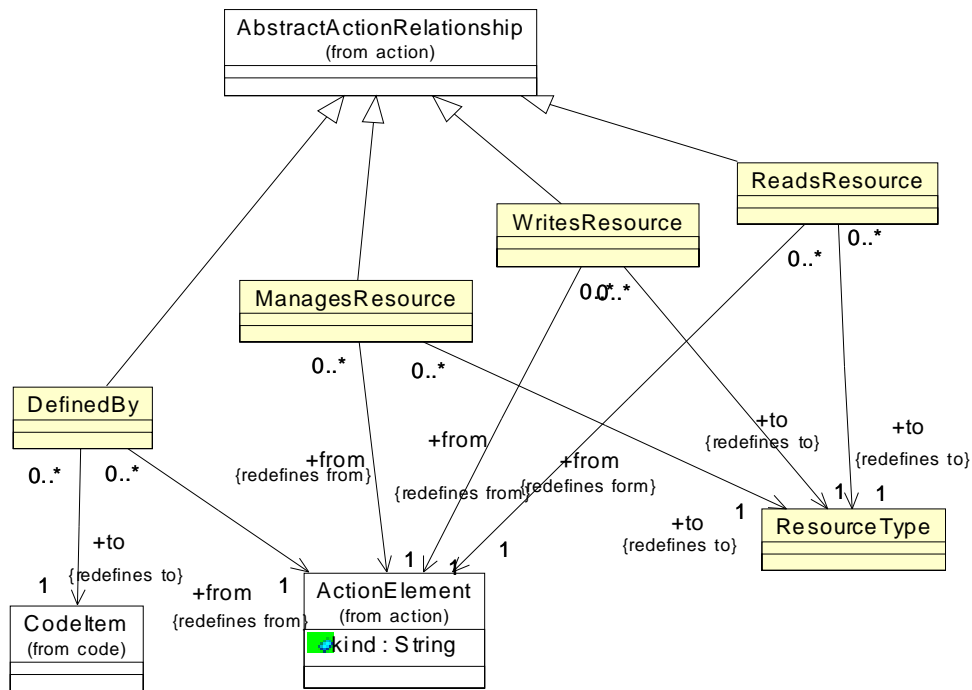 AbstractActionRelationship
(from action)
ReadsResource
WritesResource
0..*
0..*
ManagesResource
0..*
0..*
0..*
0..*
DefinedBy
+to
{redefines to}
+to
{redefines to}
+from
{redefines from}
+from
{redefines from}
+from
{redefines form}
0..*
0..*
1
1
1
ResourceType
+to
{redefines to}
+to
{redefines to}
1
1
1
1
+from
{redefines from}
1
ActionElement
(from action)
kind : String
1
CodeItem
(from code)